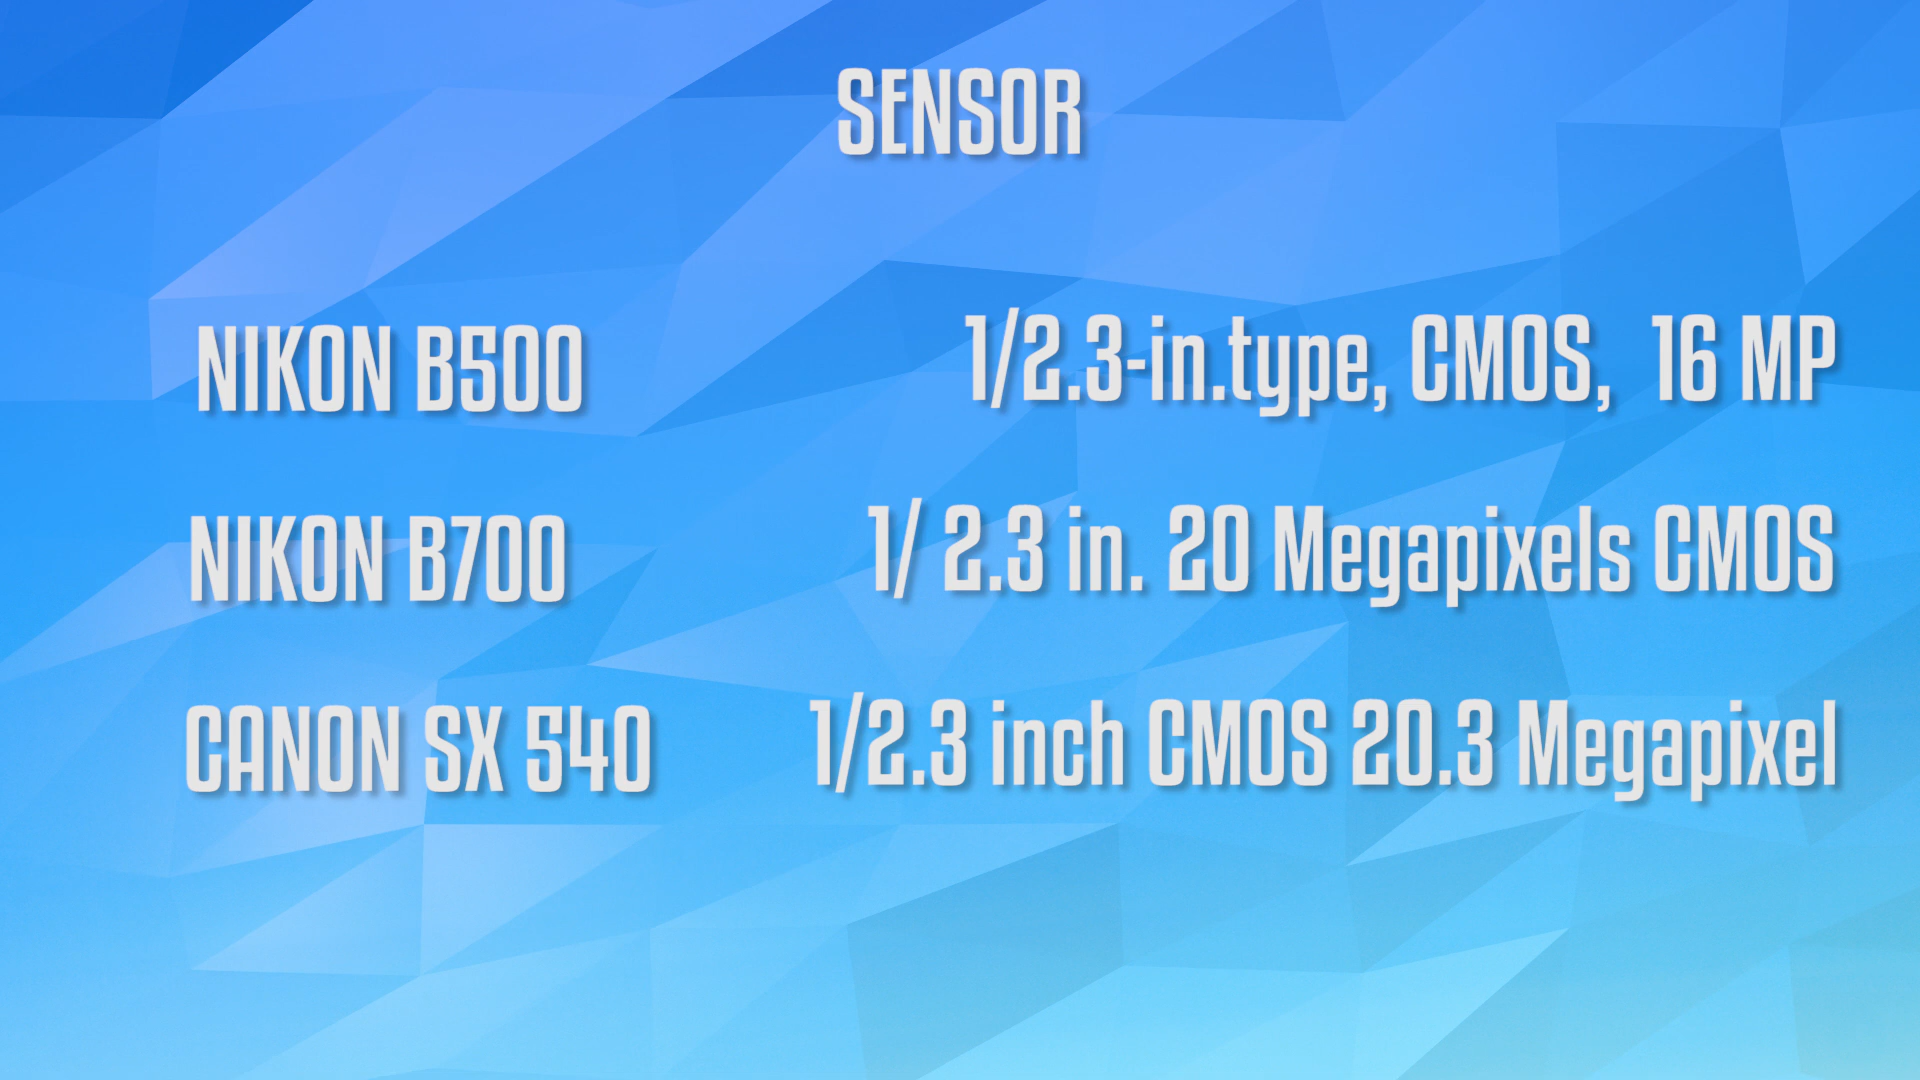 SENSOR
NIKON B500 1/2.3-in.type, CMOS, 16 MP
NIKON B700 1/ 2.3 in. 20 Megapixels CMOS
CANON SX 540 1/2.3 inch CMOS 20.3 Megapixel